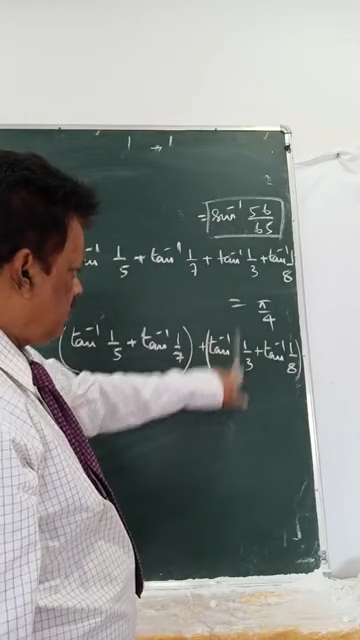 = sin⁻¹ 56/65
tan⁻¹ 1/5 + tan⁻¹ 1/7 + tan⁻¹ 1/3 + tan⁻¹ 1/8
= π/4
(tan⁻¹ 1/5 + tan⁻¹ 1/7) + (tan⁻¹ 1/3 + tan⁻¹ 1/8)